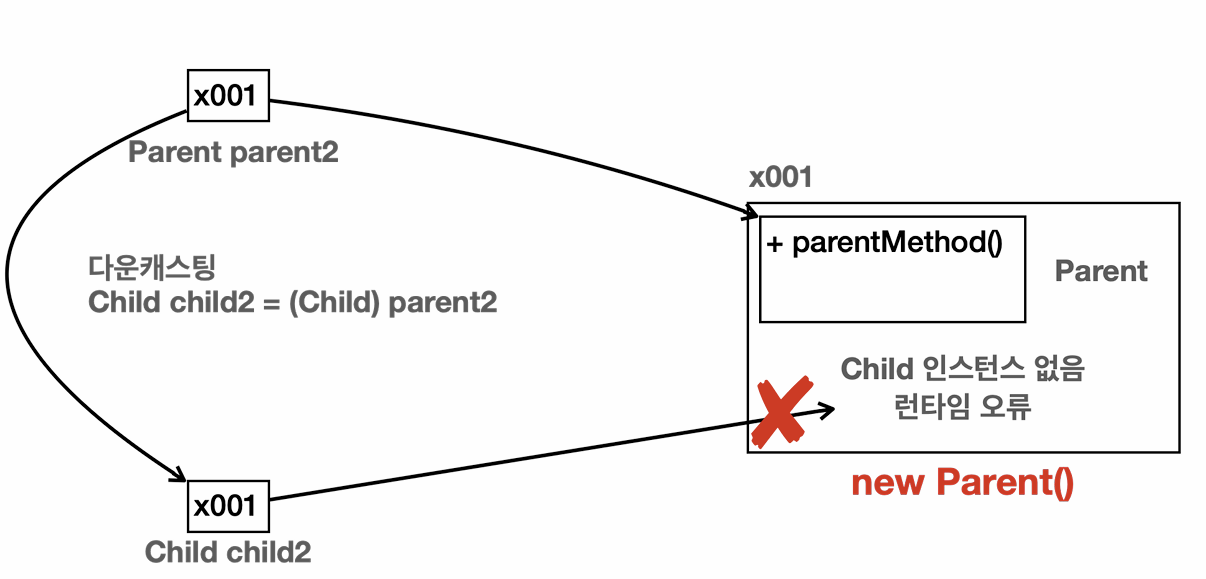 x001
Parent parent2
x001
+ parentMethod()
Parent
다운캐스팅
Child child2 = (Child) parent2
Child 인스턴스 없음
런타임 오류
new Parent()
x001
Child child2